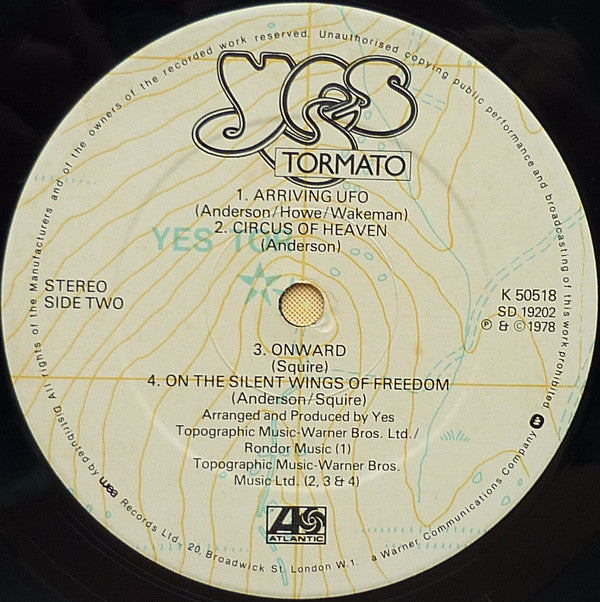 All rights of the Manufacturers and of the owners of the recorded work reserved. Unauthorised copying public performance and broadcasting of this work prohibited
YES
TORMATO
1. ARRIVING UFO
(Anderson/Howe/Wakeman)
2. CIRCUS OF HEAVEN
(Anderson)
YES TOR
STEREO
SIDE TWO
K 50518
SD 19202
Ⓟ & © 1978
3. ONWARD
(Squire)
4. ON THE SILENT WINGS OF FREEDOM
(Anderson/Squire)
Arranged and Produced by Yes
Topographic Music-Warner Bros. Ltd./
Rondor Music (1)
Topographic Music-Warner Bros.
Music Ltd. (2, 3 & 4)
ATLANTIC
Distributed by wea Records Ltd., 20, Broadwick St. London W.1. a Warner Communications Company